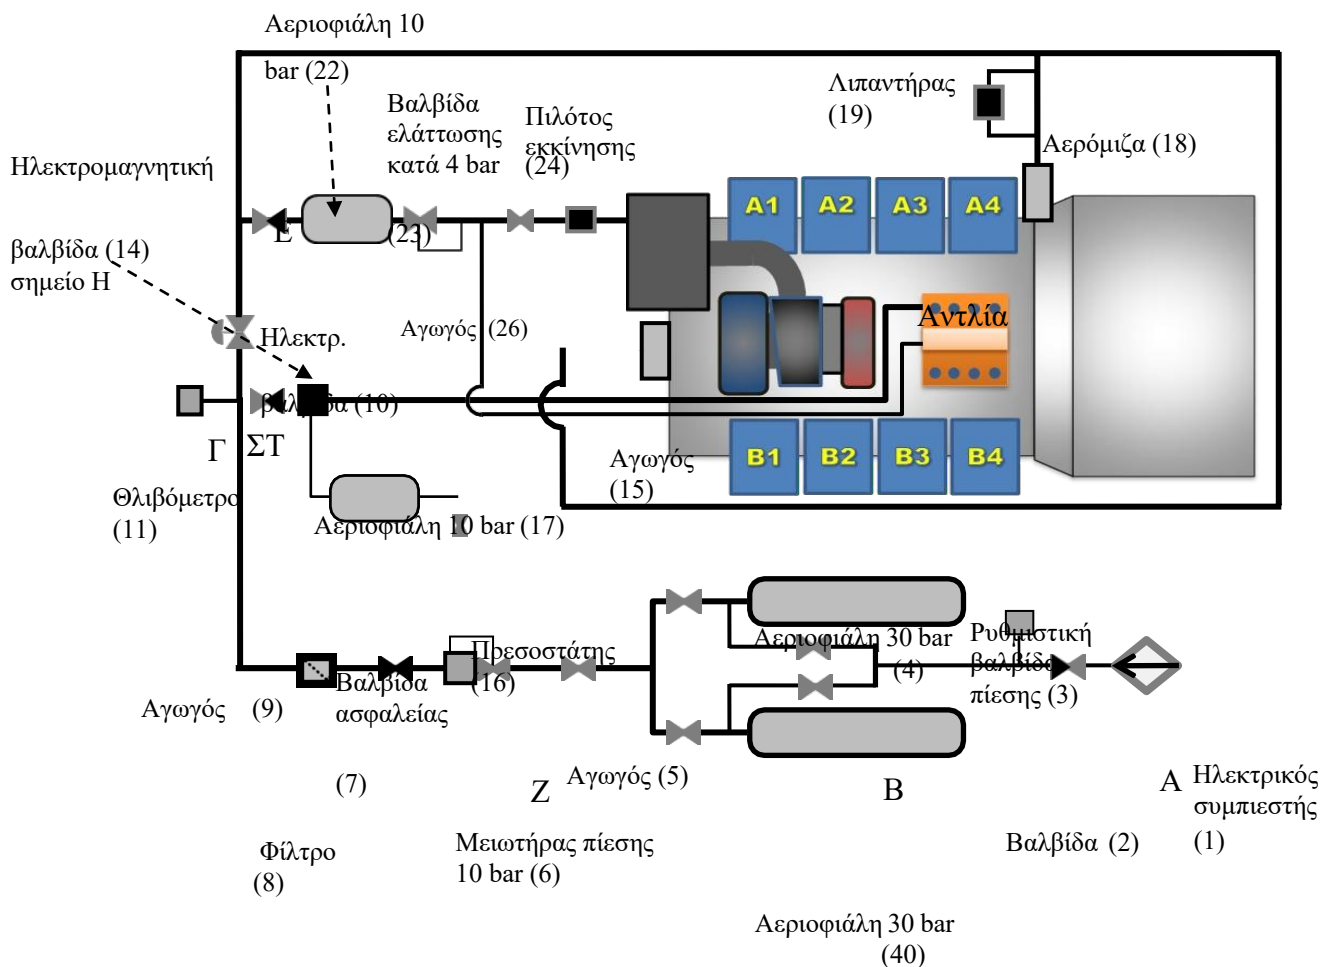 Αεριοφιάλη 10
bar (22)
Λιπαντήρας
(19)
Βαλβίδα
ελάττωσης
κατά 4 bar
(23)
Πιλότος
εκκίνησης
(24)
Αερόμιζα (18)
Ηλεκτρομαγνητική
βαλβίδα (14)
σημείο Η
Ε
A1
A2
A3
A4
Ηλεκτρ.
βαλβίδα (10)
Αγωγός (26)
Αντλία
Γ
ΣΤ
B1
B2
B3
B4
Αγωγός
(15)
Θλιβόμετρο
(11)
Αεριοφιάλη 10 bar (17)
Αεριοφιάλη 30 bar
(4)
Ρυθμιστική
βαλβίδα
πίεσης (3)
Πρεσοστάτης
(16)
Βαλβίδα
ασφαλείας
(7)
Αγωγός (9)
Ζ
Αγωγός (5)
Β
Α
Ηλεκτρικός
συμπιεστής
(1)
Φίλτρο
(8)
Μειωτήρας πίεσης
10 bar (6)
Βαλβίδα (2)
Αεριοφιάλη 30 bar
(40)